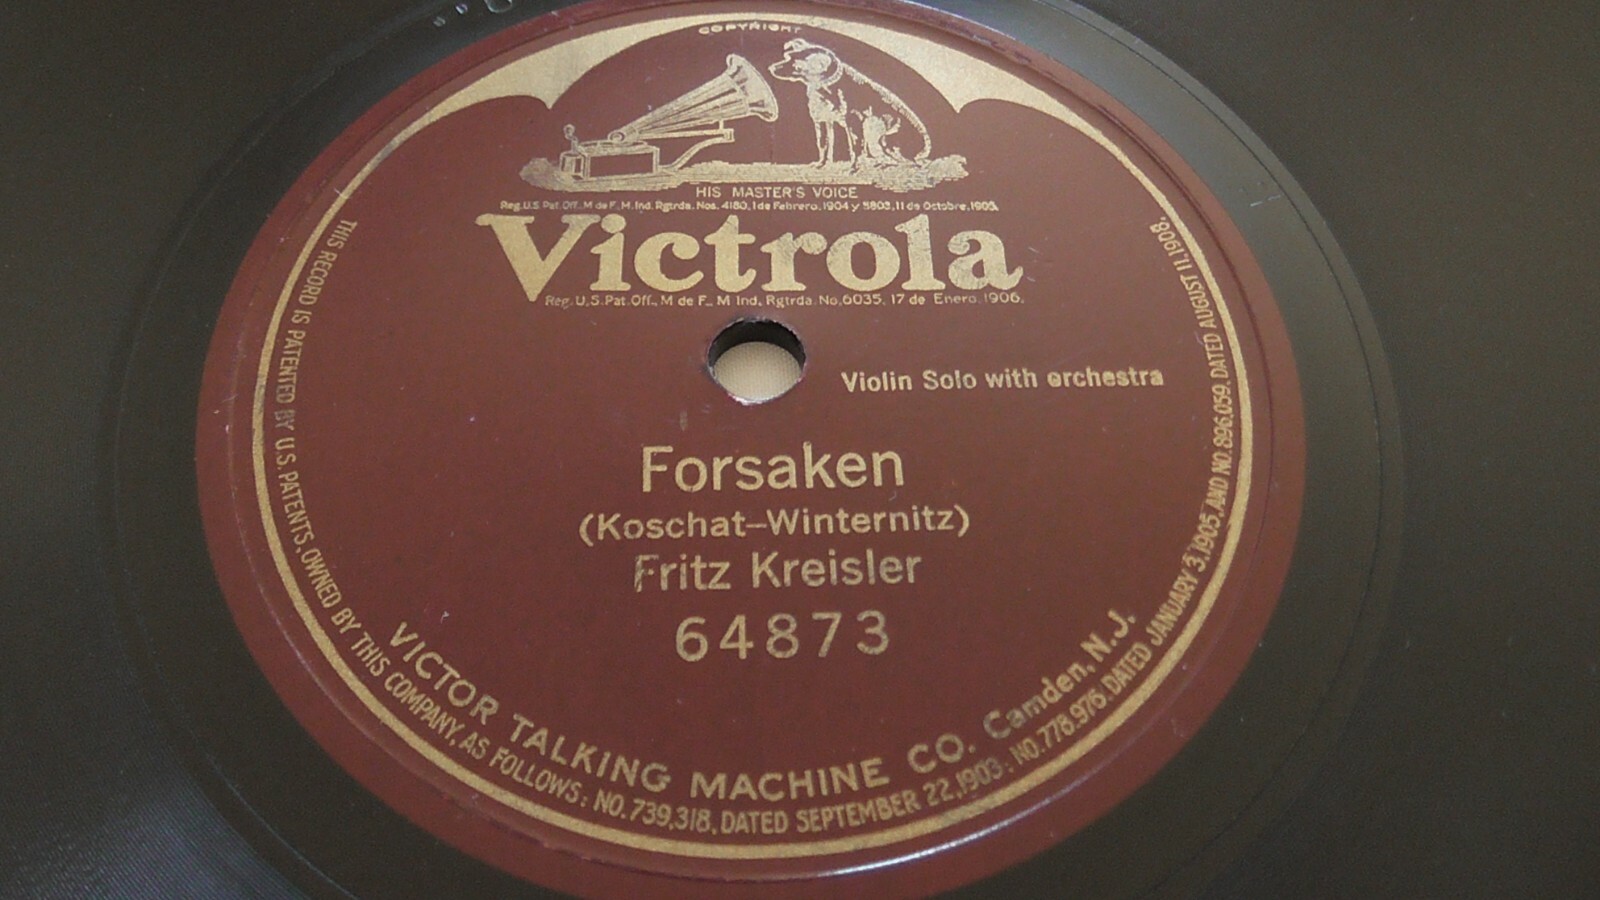 COPYRIGHT
HIS MASTER'S VOICE
Reg. U.S. Pat. Off. M de F. M. Ind. Rgtrda. Nos. 4180, 1 de Febrero, 1904 y 5803, 11 de Octubre, 1905.
Victrola
Reg. U.S. Pat. Off., M de F., M Ind. Rgtrda. No. 6035, 17 de Enero 1906.
Violin Solo with orchestra
Forsaken
(Koschat-Winternitz)
Fritz Kreisler
64873
VICTOR TALKING MACHINE CO. Camden, N.J.
THIS RECORD IS PATENTED BY U.S. PATENTS, OWNED BY THIS COMPANY, AS FOLLOWS: NO. 739,318, DATED SEPTEMBER 22, 1903: NO. 778,976, DATED JANUARY 3, 1905, AND NO. 896,059, DATED AUGUST 11, 1908.